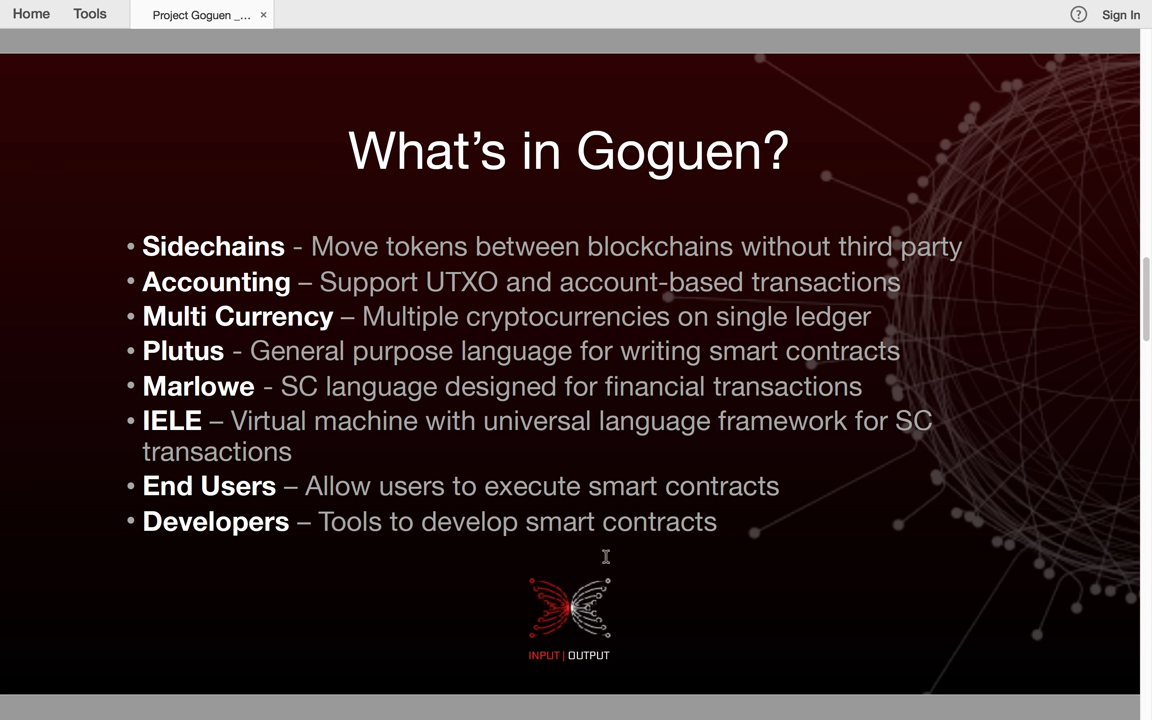 Home Tools Project Goguen _... × ? Sign In
What's in Goguen?
• Sidechains - Move tokens between blockchains without third party
• Accounting – Support UTXO and account-based transactions
• Multi Currency – Multiple cryptocurrencies on single ledger
• Plutus - General purpose language for writing smart contracts
• Marlowe - SC language designed for financial transactions
• IELE – Virtual machine with universal language framework for SC
transactions
• End Users – Allow users to execute smart contracts
• Developers – Tools to develop smart contracts
INPUT | OUTPUT